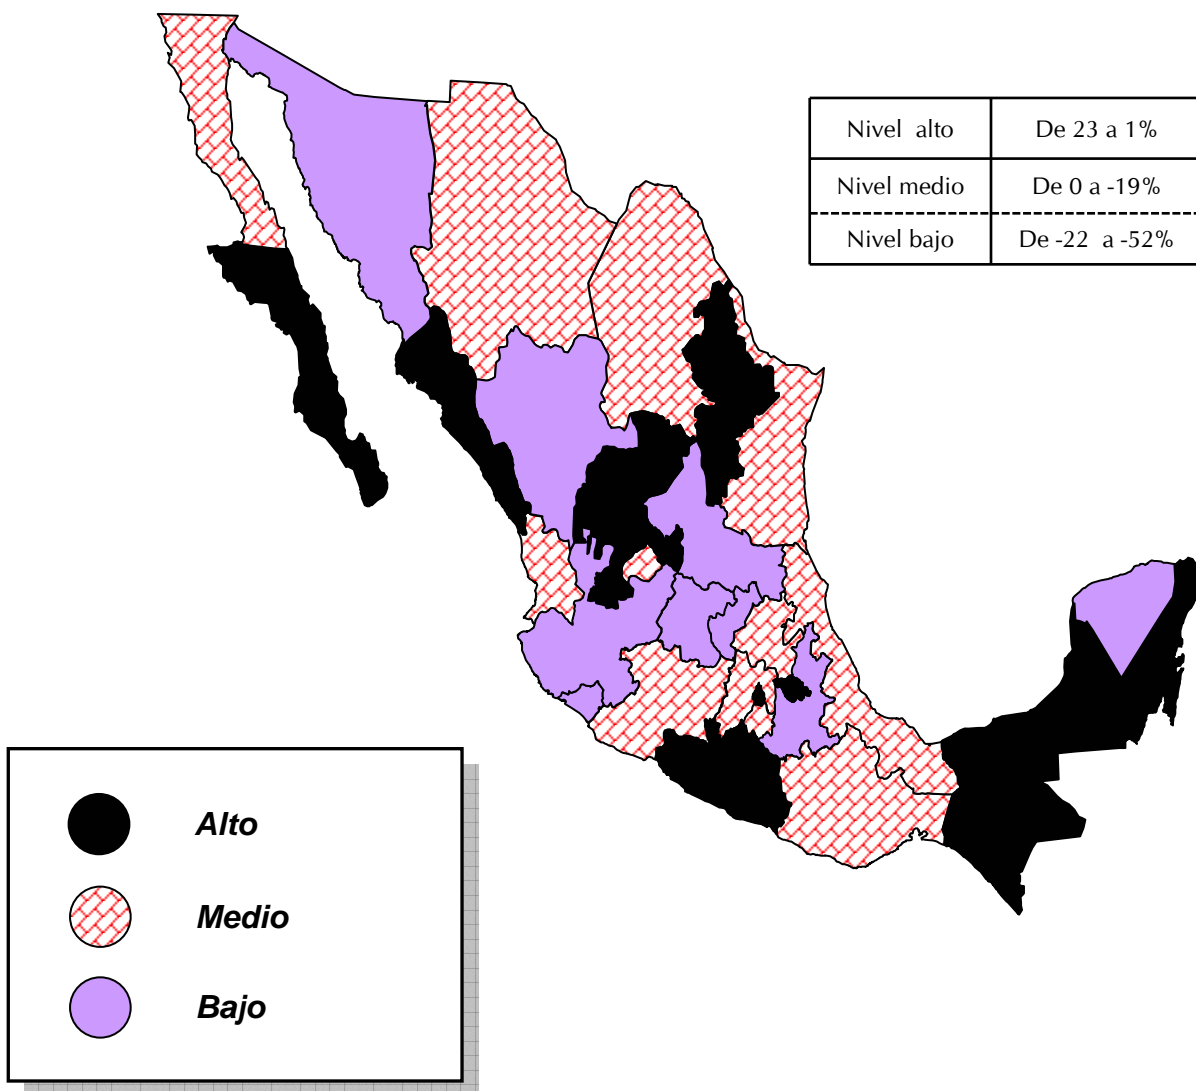 Nivel alto De 23 a 1%
Nivel medio De 0 a -19%
Nivel bajo De -22 a -52%
Alto
Medio
Bajo